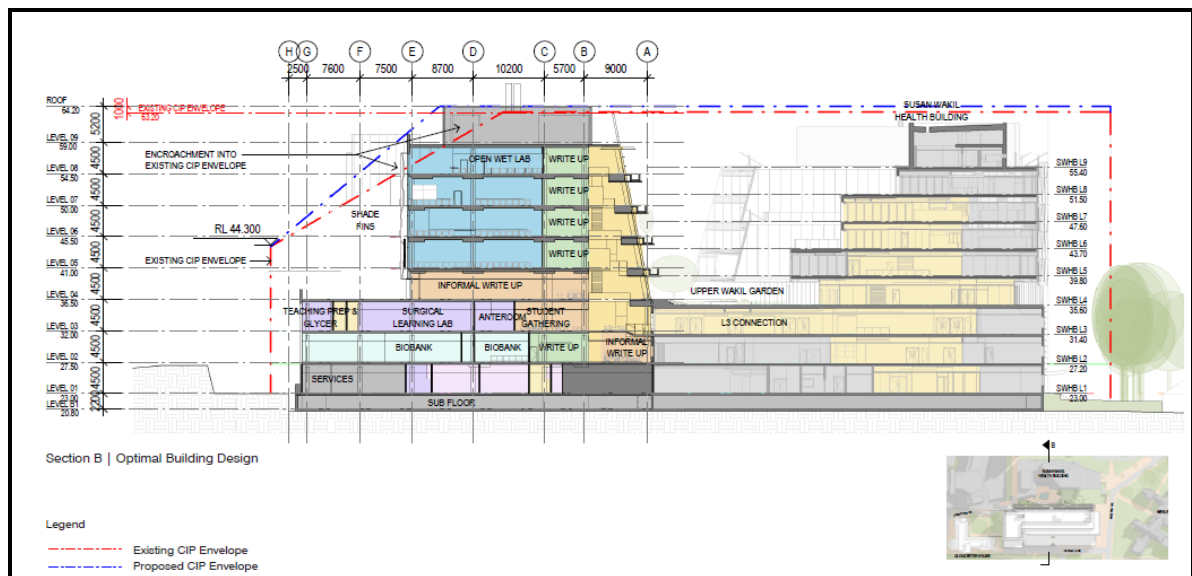 H G F E D C B A
2500 7600 7500 8700 10200 5700 9000
ROOF
64.20
1000
EXISTING CIP ENVELOPE
63.20
5200
LEVEL 09
59.00
4500
LEVEL 08
54.50
4500
LEVEL 07
50.00
4500
LEVEL 06
45.50
4500
LEVEL 05
41.00
4500
LEVEL 04
36.50
4500
LEVEL 03
32.00
4500
LEVEL 02
27.50
4500
LEVEL 01
23.00
2200
LEVEL B1
20.80
ENCROACHMENT INTO
EXISTING CIP ENVELOPE
SHADE
FINS
RL 44.300
EXISTING CIP ENVELOPE
OPEN WET LAB
WRITE UP
WRITE UP
WRITE UP
WRITE UP
INFORMAL WRITE UP
TEACHING PREP &
GLYCER
SURGICAL
LEARNING LAB
ANTEROOM
STUDENT
GATHERING
BIOBANK
BIOBANK
WRITE UP
INFORMAL
WRITE UP
SERVICES
SUB FLOOR
SUSAN WAKIL
HEALTH BUILDING
UPPER WAKIL GARDEN
L3 CONNECTION
SWHB L9
55.40
SWHB L8
51.50
SWHB L7
47.60
SWHB L6
43.70
SWHB L5
39.80
SWHB L4
35.60
SWHB L3
31.40
SWHB L2
27.20
SWHB L1
23.00
Section B | Optimal Building Design
B
SUSAN WAKIL
HEALTH BUILDING
GLOUCESTER HOUSE
Legend
Existing CIP Envelope
Proposed CIP Envelope